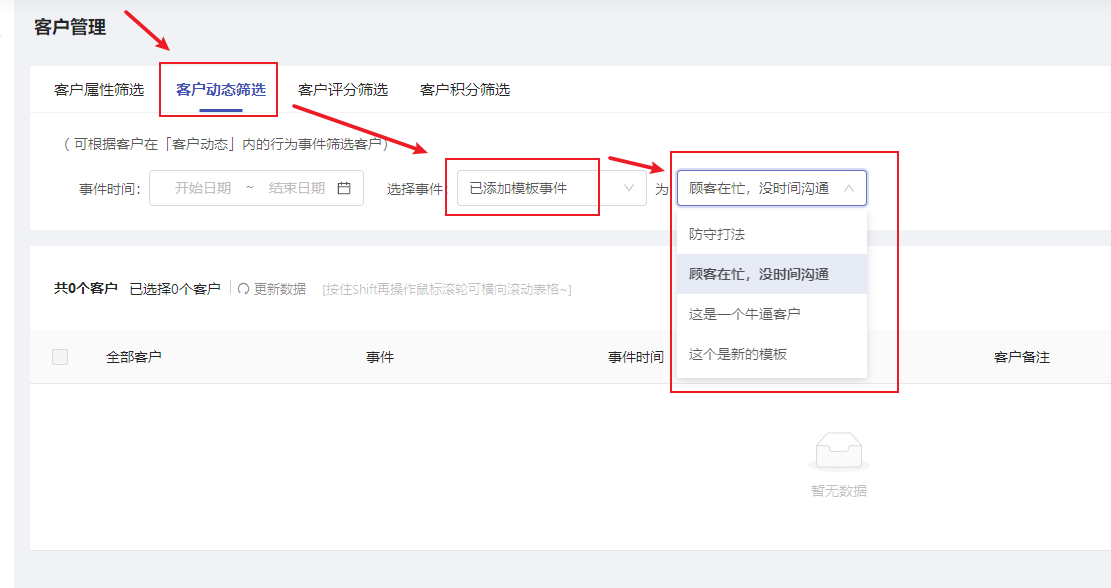 客户管理
客户属性筛选 客户动态筛选 客户评分筛选 客户积分筛选
（ 可根据客户在「客户动态」内的行为事件筛选客户）
事件时间： 开始日期 ~ 结束日期 选择事件 已添加模板事件 为 顾客在忙，没时间沟通
防守打法
顾客在忙，没时间沟通
这是一个牛逼客户
这个是新的模板
共0个客户 已选择0个客户 更新数据 [按住Shift再操作鼠标滚轮可横向滚动表格~]
全部客户 事件 事件时间 客户备注
暂无数据